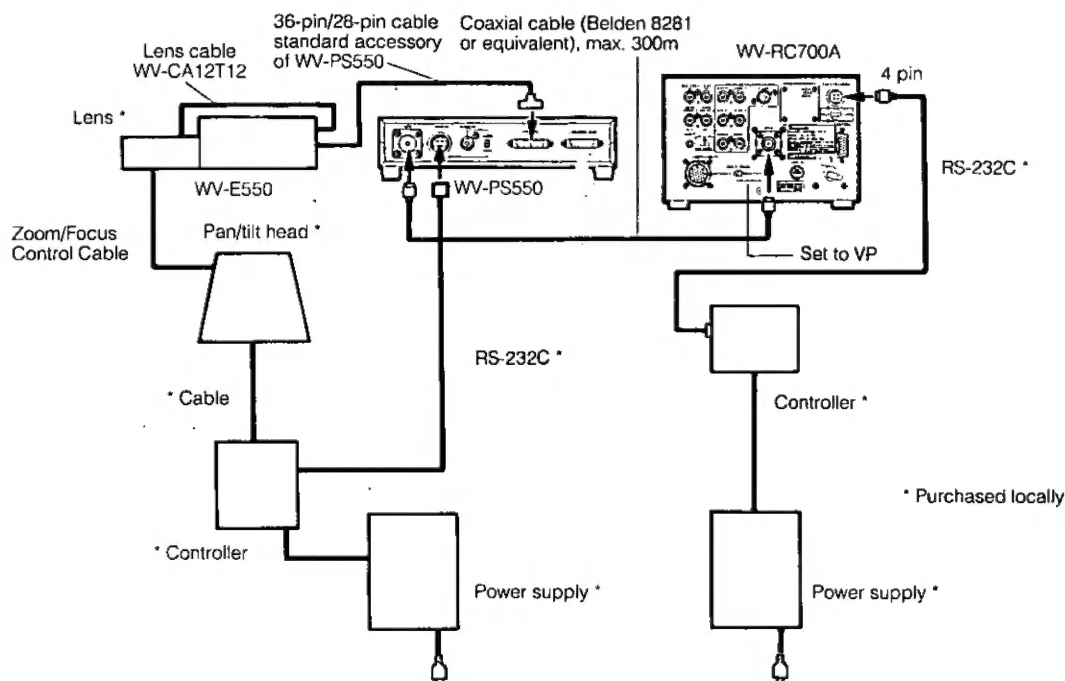 36-pin/28-pin cable
standard accessory
of WV-PS550
Coaxial cable (Belden 8281
or equivalent), max. 300m
WV-RC700A
Lens cable
WV-CA12T12
4 pin
Lens *
RS-232C *
WV-E550
WV-PS550
Zoom/Focus
Control Cable
Pan/tilt head *
Set to VP
RS-232C *
* Cable
Controller *
* Purchased locally
* Controller
Power supply *
Power supply *